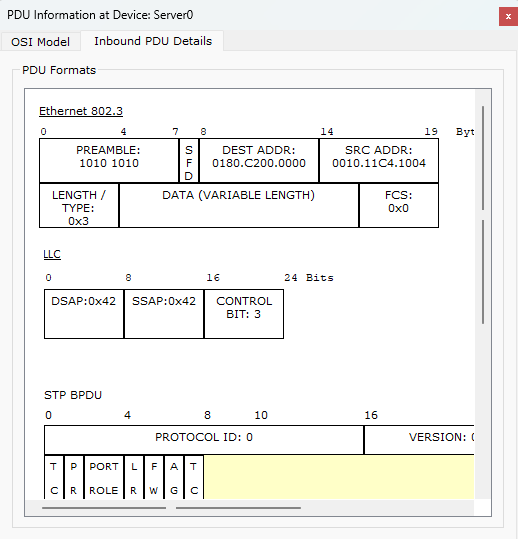 PDU Information at Device: Server0
OSI Model Inbound PDU Details
PDU Formats
Ethernet 802.3
0 4 7 8 14 19 Byt
PREAMBLE: 1010 1010
SFD
DEST ADDR: 0180.C200.0000
SRC ADDR: 0010.11C4.1004
LENGTH / TYPE: 0x3
DATA (VARIABLE LENGTH)
FCS: 0x0
LLC
0 8 16 24 Bits
DSAP:0x42 SSAP:0x42 CONTROL BIT: 3
STP BPDU
0 4 8 10 16
PROTOCOL ID: 0 VERSION:
T P PORT L F A T
C R ROLE R W G C